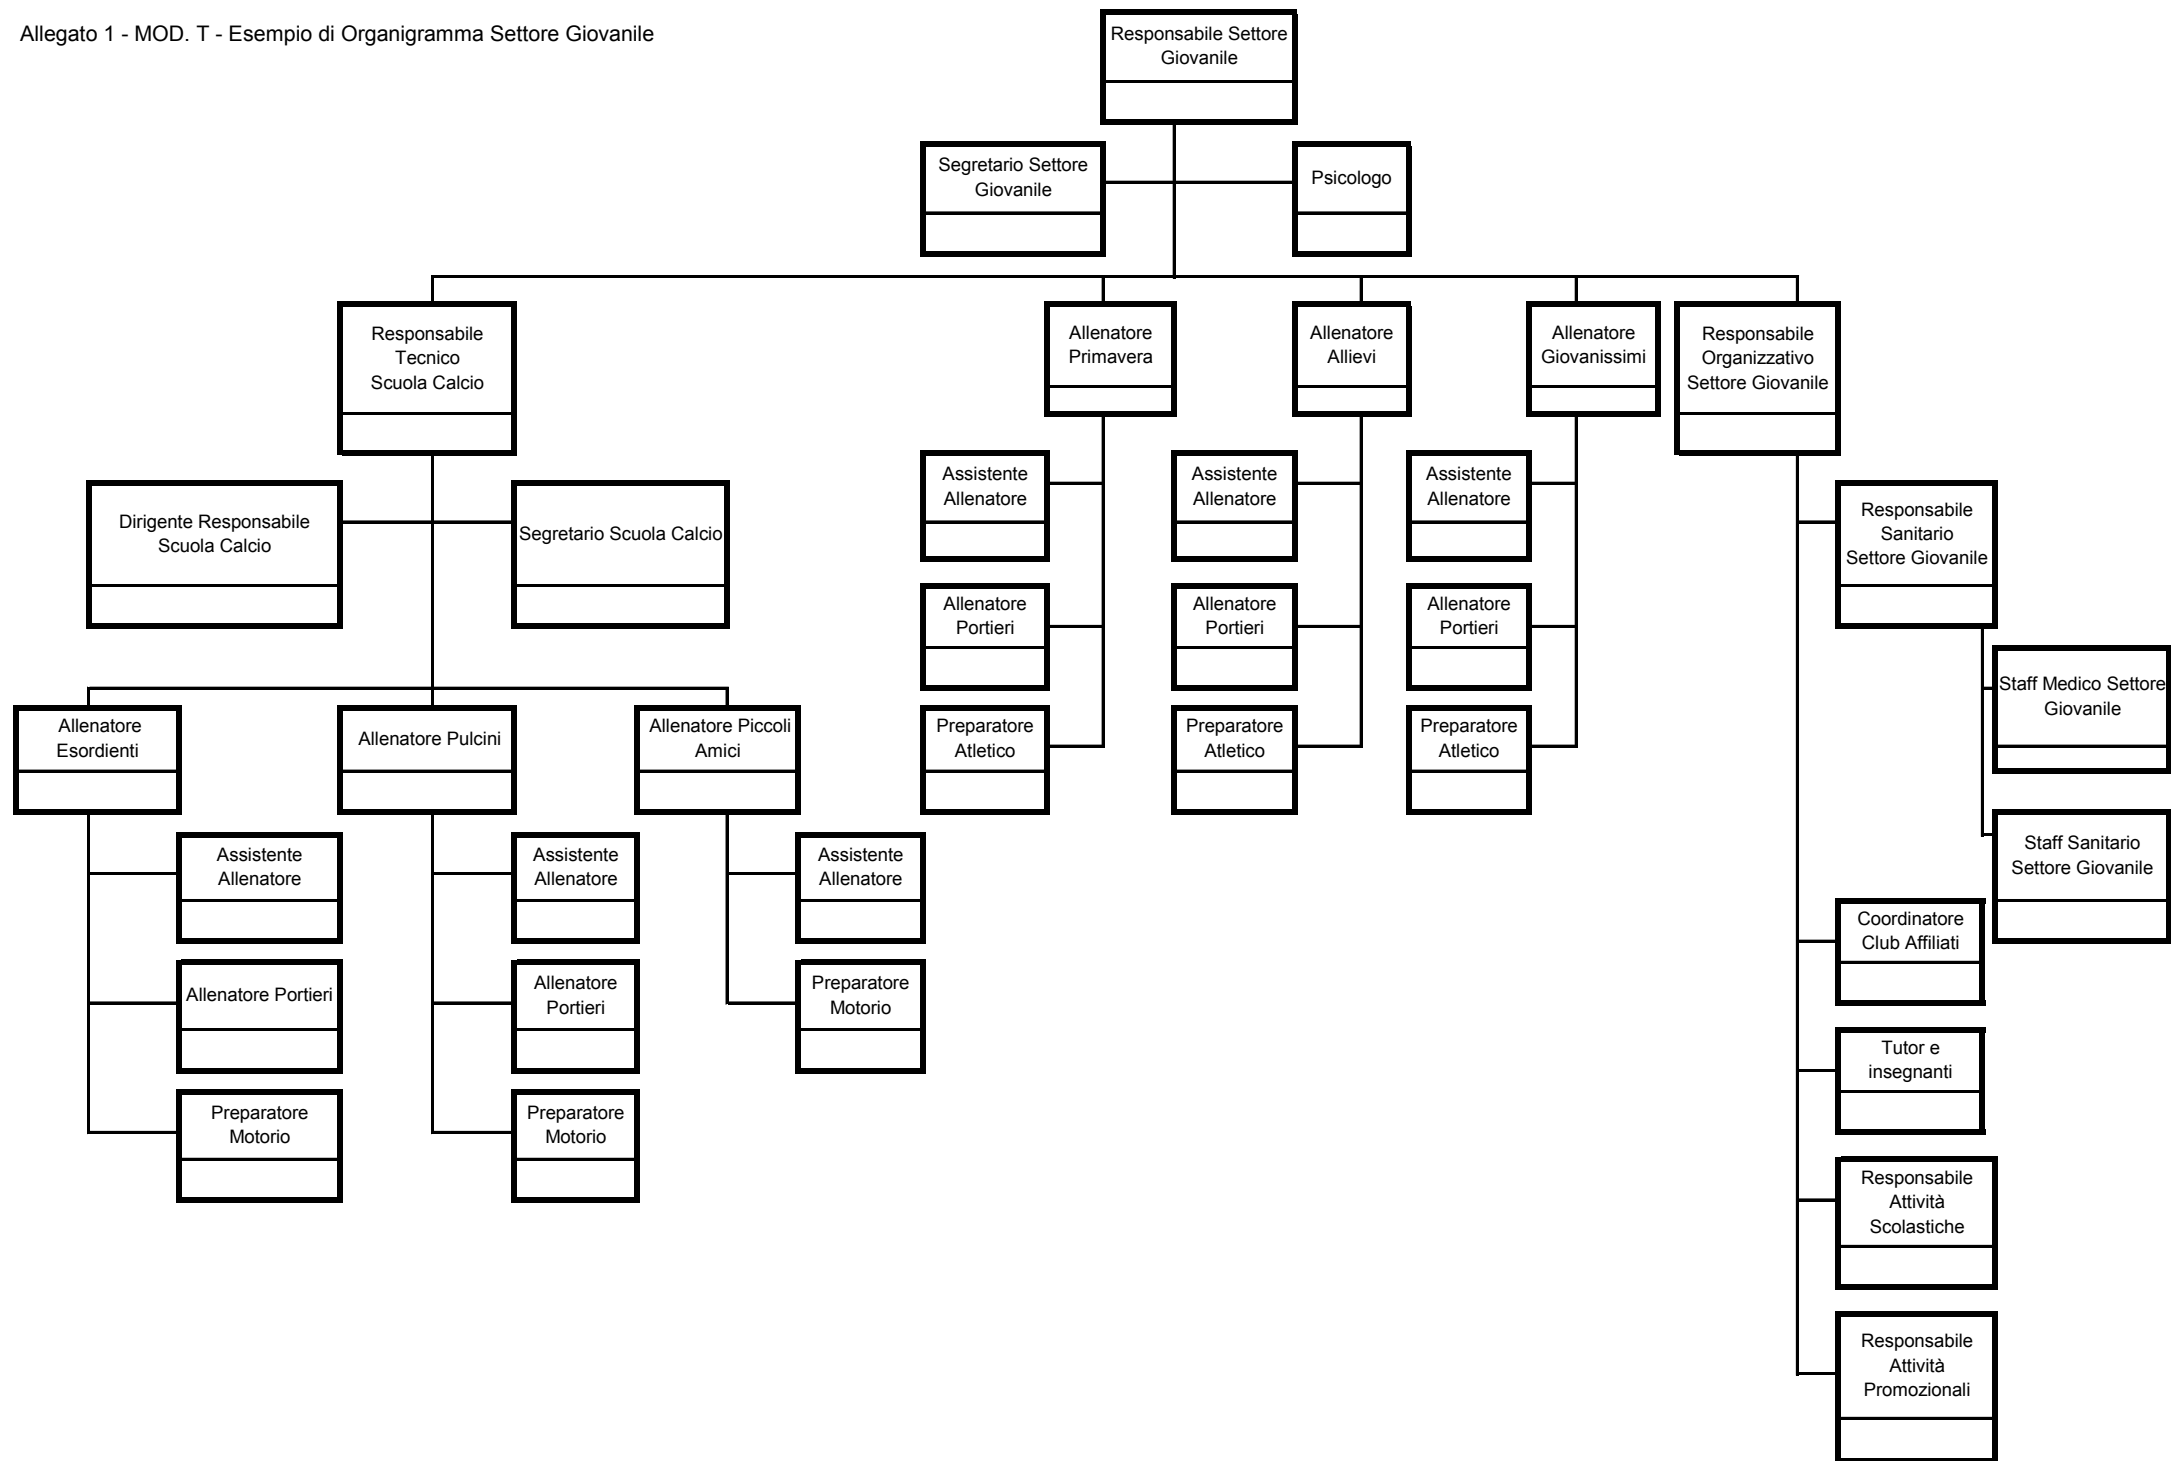 Allegato 1 - MOD. T - Esempio di Organigramma Settore Giovanile
Responsabile Settore
Giovanile
Segretario Settore
Giovanile
Psicologo
Responsabile
Tecnico
Scuola Calcio
Allenatore
Primavera
Allenatore
Allievi
Allenatore
Giovanissimi
Responsabile
Organizzativo
Settore Giovanile
Dirigente Responsabile
Scuola Calcio
Segretario Scuola Calcio
Assistente
Allenatore
Assistente
Allenatore
Assistente
Allenatore
Responsabile
Sanitario
Settore Giovanile
Allenatore
Portieri
Allenatore
Portieri
Allenatore
Portieri
Staff Medico Settore
Giovanile
Allenatore
Esordienti
Allenatore Pulcini
Allenatore Piccoli
Amici
Preparatore
Atletico
Preparatore
Atletico
Preparatore
Atletico
Staff Sanitario
Settore Giovanile
Assistente
Allenatore
Assistente
Allenatore
Assistente
Allenatore
Coordinatore
Club Affiliati
Allenatore Portieri
Allenatore
Portieri
Preparatore
Motorio
Tutor e
insegnanti
Preparatore
Motorio
Preparatore
Motorio
Responsabile
Attività
Scolastiche
Responsabile
Attività
Promozionali